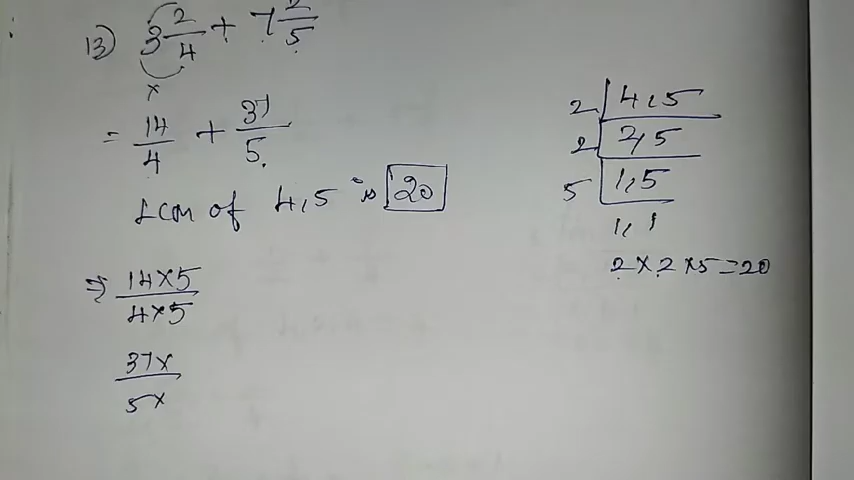 13) 3 2/4 + 7 2/5
x
= 14/4 + 37/5
LCM of 4,5 is 20
⇒ 14×5/4×5
37×/5×
2 | 4,5
2 | 2,5
5 | 1,5
1, 1
2×2×5=20